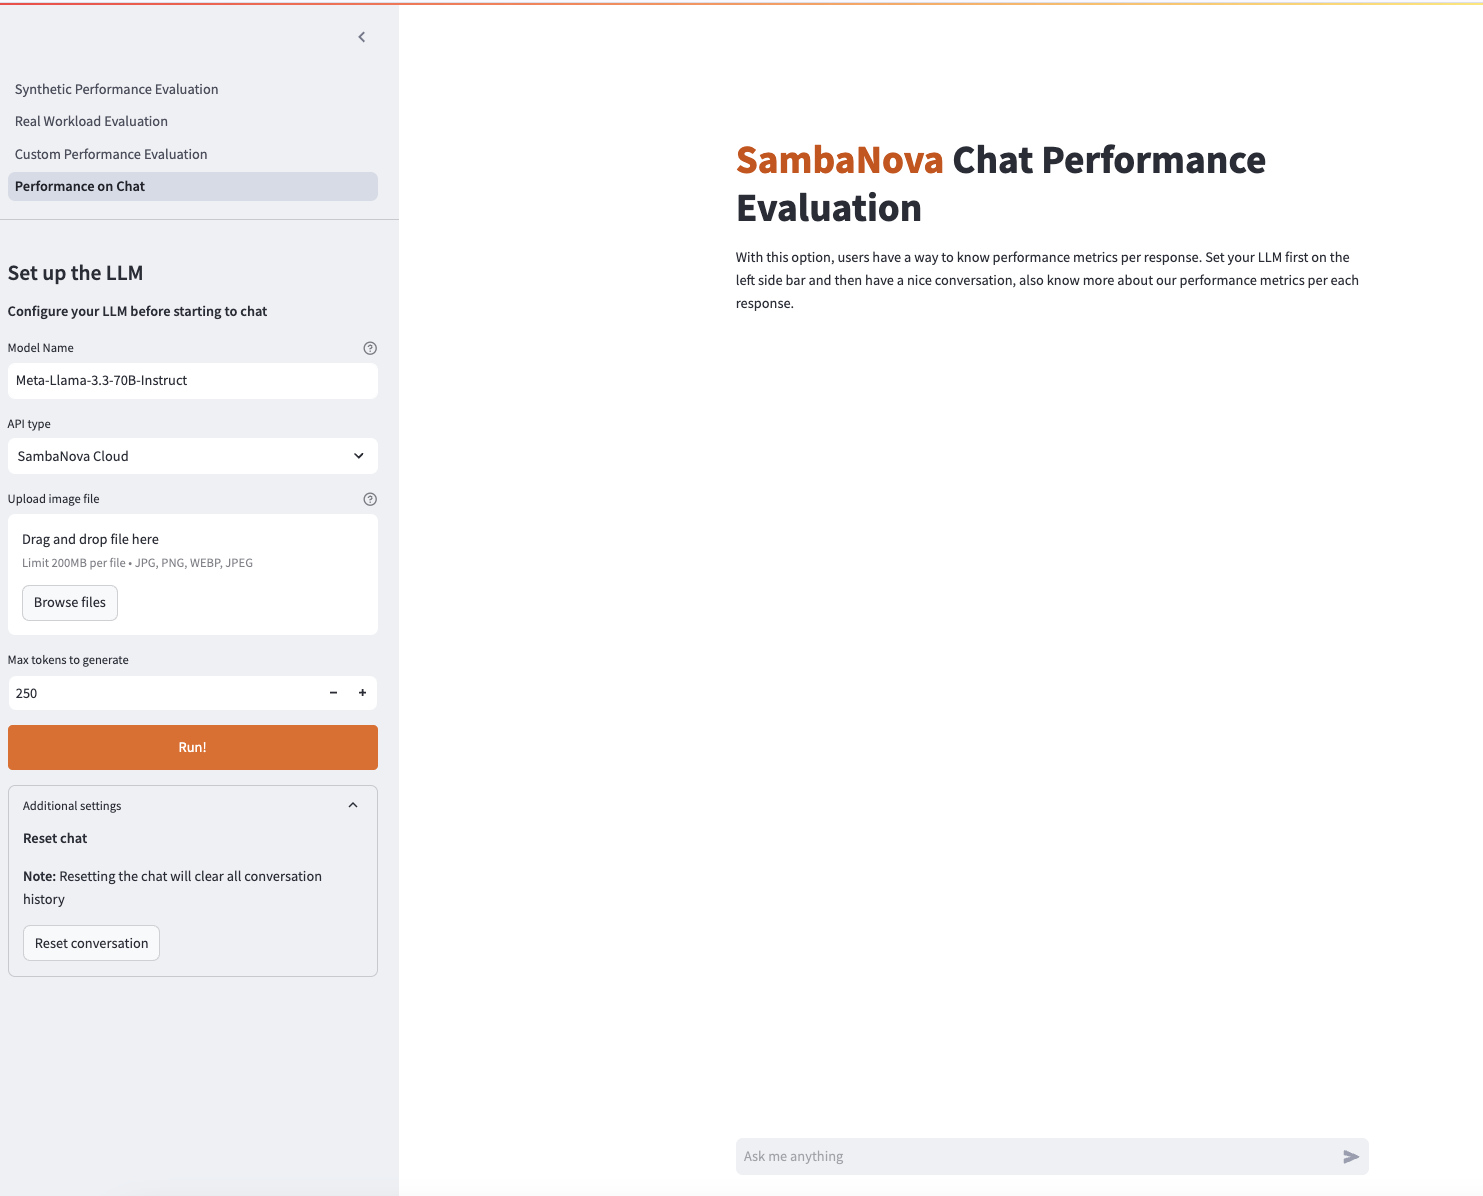 Synthetic Performance Evaluation
Real Workload Evaluation
Custom Performance Evaluation
Performance on Chat
Set up the LLM
Configure your LLM before starting to chat
Model Name
Meta-Llama-3.3-70B-Instruct
API type
SambaNova Cloud
Upload image file
Drag and drop file here
Limit 200MB per file • JPG, PNG, WEBP, JPEG
Browse files
Max tokens to generate
250
Run!
Additional settings
Reset chat
Note: Resetting the chat will clear all conversation
history
Reset conversation
SambaNova Chat Performance
Evaluation
With this option, users have a way to know performance metrics per response. Set your LLM first on the
left side bar and then have a nice conversation, also know more about our performance metrics per each
response.
Ask me anything